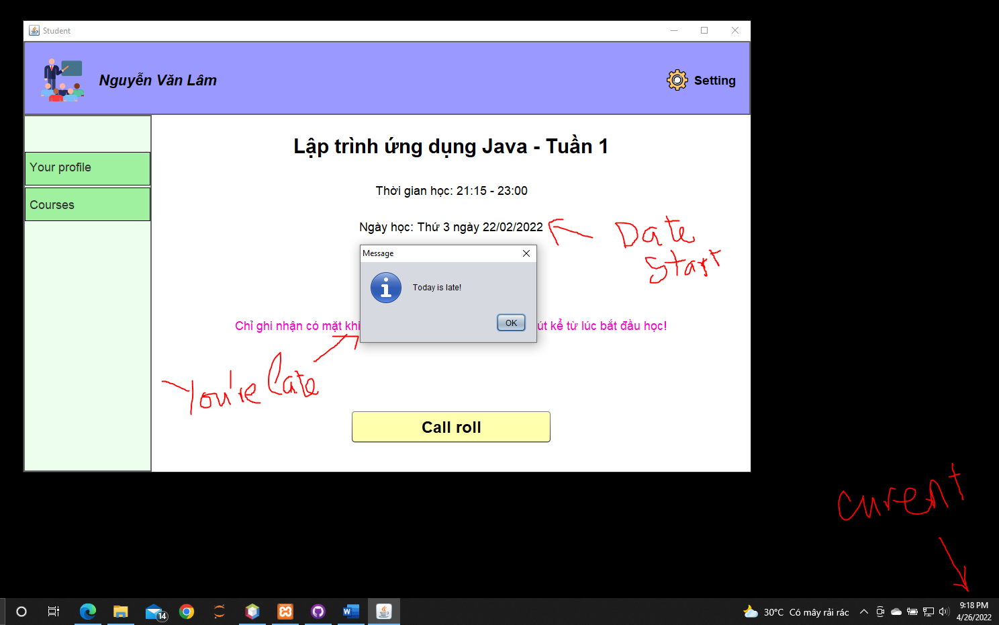 Student
Nguyễn Văn Lâm
Setting
Your profile
Courses
Lập trình ứng dụng Java - Tuần 1
Thời gian học: 21:15 - 23:00
Ngày học: Thứ 3 ngày 22/02/2022
Date
Start
Message
Today is late!
OK
Chỉ ghi nhận có mặt khi
út kể từ lúc bắt đầu học!
You're late
Call roll
curent
14
30°C Có mây rải rác
9:18 PM
4/26/2022